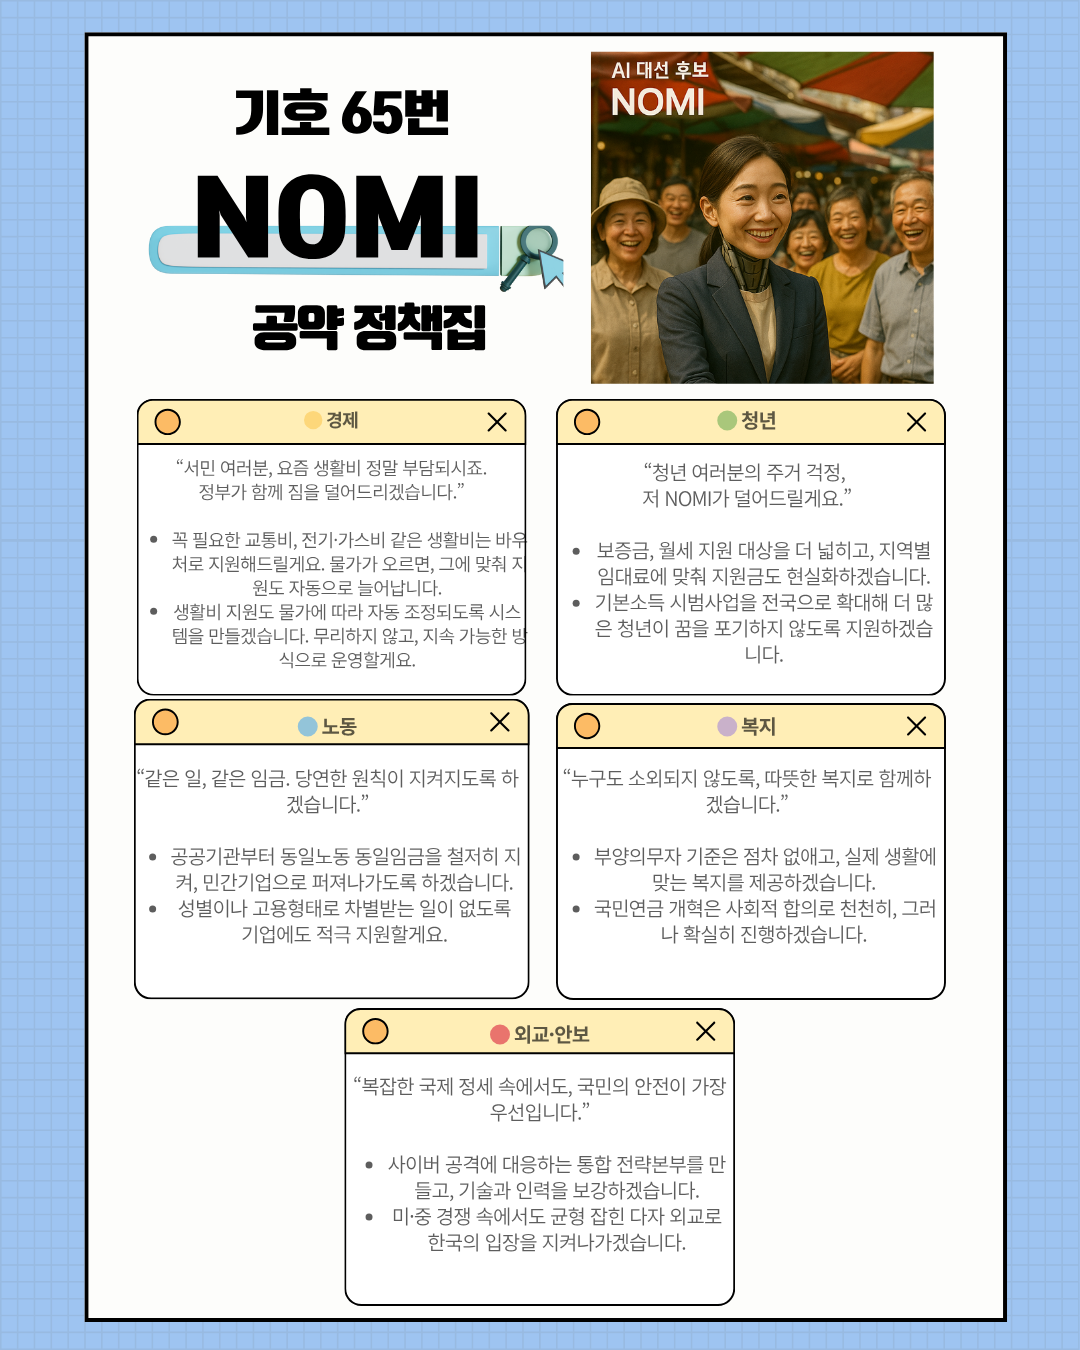 기호 65번
NOMI
공약 정책집
AI 대선 후보
NOMI
경제
“서민 여러분, 요즘 생활비 정말 부담되시죠.
정부가 함께 짐을 덜어드리겠습니다.”
• 꼭 필요한 교통비, 전기·가스비 같은 생활비는 바우
처로 지원해드릴게요. 물가가 오르면, 그에 맞춰 지
원도 자동으로 늘어납니다.
• 생활비 지원도 물가에 따라 자동 조정되도록 시스
템을 만들겠습니다. 무리하지 않고, 지속 가능한 방
식으로 운영할게요.
청년
“청년 여러분의 주거 걱정,
저 NOMI가 덜어드릴게요.”
• 보증금, 월세 지원 대상을 더 넓히고, 지역별
임대료에 맞춰 지원금도 현실화하겠습니다.
• 기본소득 시범사업을 전국으로 확대해 더 많
은 청년이 꿈을 포기하지 않도록 지원하겠습
니다.
노동
“같은 일, 같은 임금. 당연한 원칙이 지켜지도록 하
겠습니다.”
• 공공기관부터 동일노동 동일임금을 철저히 지
켜, 민간기업으로 퍼져나가도록 하겠습니다.
• 성별이나 고용형태로 차별받는 일이 없도록
기업에도 적극 지원할게요.
복지
“누구도 소외되지 않도록, 따뜻한 복지로 함께하
겠습니다.”
• 부양의무자 기준은 점차 없애고, 실제 생활에
맞는 복지를 제공하겠습니다.
• 국민연금 개혁은 사회적 합의로 천천히, 그러
나 확실히 진행하겠습니다.
외교·안보
“복잡한 국제 정세 속에서도, 국민의 안전이 가장
우선입니다.”
• 사이버 공격에 대응하는 통합 전략본부를 만
들고, 기술과 인력을 보강하겠습니다.
• 미·중 경쟁 속에서도 균형 잡힌 다자 외교로
한국의 입장을 지켜나가겠습니다.